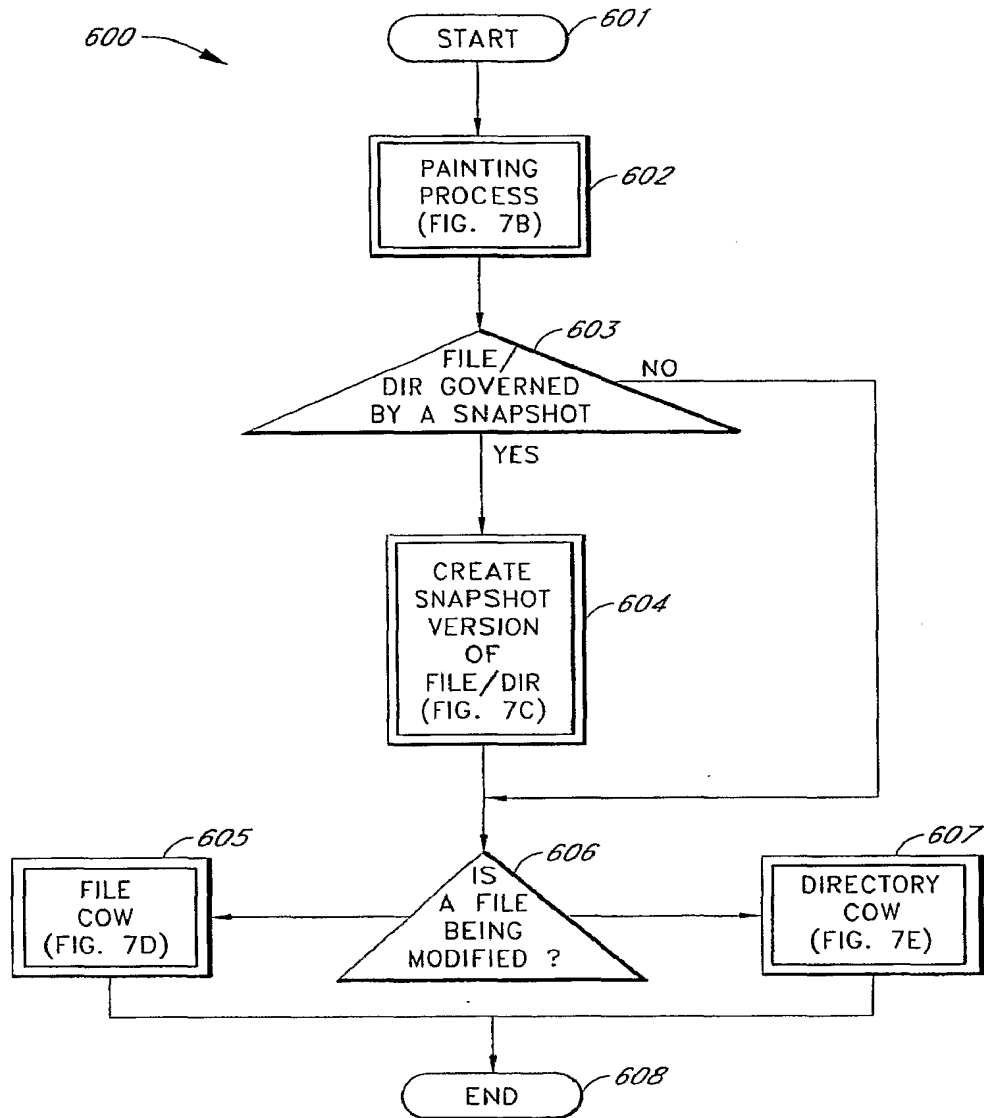 600
START
601
PAINTING
PROCESS
(FIG. 7B)
602
603
FILE/
DIR GOVERNED
BY A SNAPSHOT
NO
YES
CREATE
SNAPSHOT
VERSION
OF
FILE/DIR
(FIG. 7C)
604
605
FILE
COW
(FIG. 7D)
606
IS
A FILE
BEING
MODIFIED ?
607
DIRECTORY
COW
(FIG. 7E)
END
608